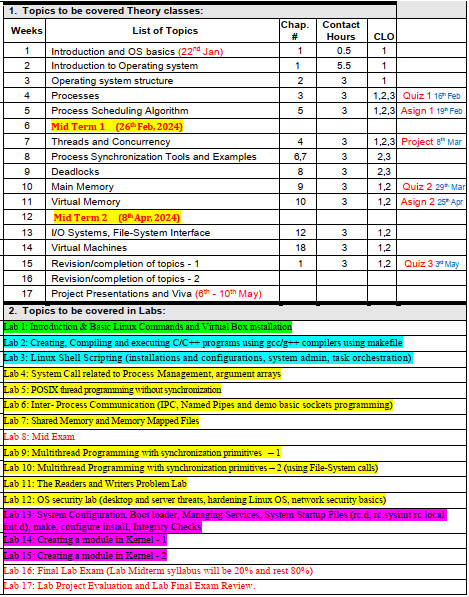 1. Topics to be covered Theory classes:
Weeks List of Topics Chap. # Contact Hours CLO
1 Introduction and OS basics (22nd Jan) 1 0.5 1
2 Introduction to Operating system 1 5.5 1
3 Operating system structure 2 3 1
4 Processes 3 3 1,2,3 Quiz 1 16th Feb
5 Process Scheduling Algorithm 5 3 1,2,3 Asign 1 19th Feb
6 Mid Term 1 (26th Feb, 2024)
7 Threads and Concurrency 4 3 1,2,3 Project 8th Mar
8 Process Synchronization Tools and Examples 6,7 3 2,3
9 Deadlocks 8 3 2,3
10 Main Memory 9 3 1,2 Quiz 2 29th Mar
11 Virtual Memory 10 3 1,2 Asign 2 25th Apr
12 Mid Term 2 (8th Apr, 2024)
13 I/O Systems, File-System Interface 12 3 1,2
14 Virtual Machines 18 3 1,2
15 Revision/completion of topics - 1 1 3 1,2 Quiz 3 3rd May
16 Revision/completion of topics - 2
17 Project Presentations and Viva (6th - 10th May)
2. Topics to be covered in Labs:
Lab 1: Introduction & Basic Linux Commands and Virtual Box installation
Lab 2: Creating, Compiling and executing C/C++ programs using gcc/g++ compilers using makefile
Lab 3: Linux Shell Scripting (installations and configurations, system admin, task orchestration)
Lab 4: System Call related to Process Management, argument arrays
Lab 5: POSIX thread programming without synchronization
Lab 6: Inter- Process Communication (IPC, Named Pipes and demo basic sockets programming)
Lab 7: Shared Memory and Memory Mapped Files
Lab 8: Mid Exam
Lab 9: Multithread Programming with synchronization primitives – 1
Lab 10: Multithread Programming with synchronization primitives – 2 (using File-System calls)
Lab 11: The Readers and Writers Problem Lab
Lab 12: OS security lab (desktop and server threats, hardening Linux OS, network security basics)
Lab 13: System Configuration. Boot loader, Managing Services, System Startup Files (rc.d, rc.sysinit rc.local
init.d), make, configure install, Integrity Checks
Lab 14: Creating a module in Kernel - 1
Lab 15: Creating a module in Kernel - 2
Lab 16: Final Lab Exam (Lab Midterm syllabus will be 20% and rest 80%)
Lab 17: Lab Project Evaluation and Lab Final Exam Review.